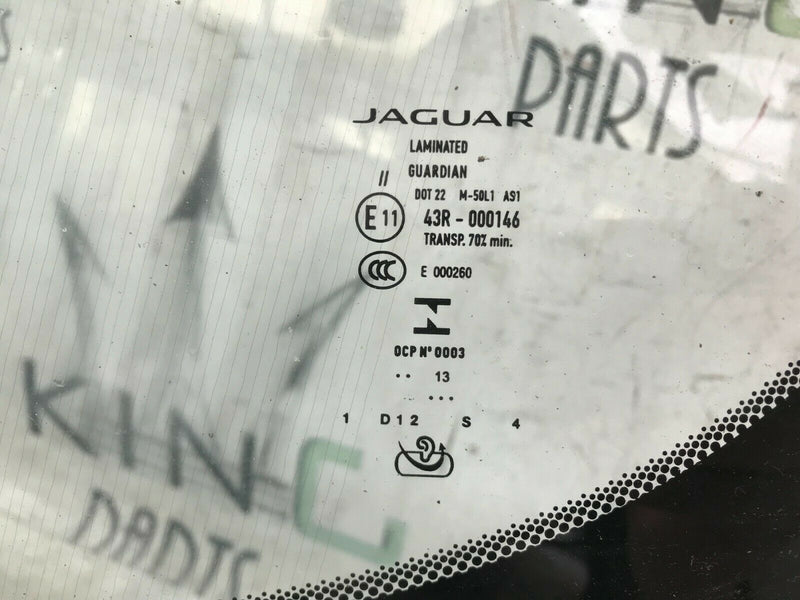 PARTS
JAGUAR
LAMINATED
GUARDIAN
//
DOT 22 M-50L1 AS1
E 11 43R - 000146
TRANSP. 70% min.
CCC E 000260
OCP Nº 0003
·· 13
···
1 D12 S 4
KING
PARTS